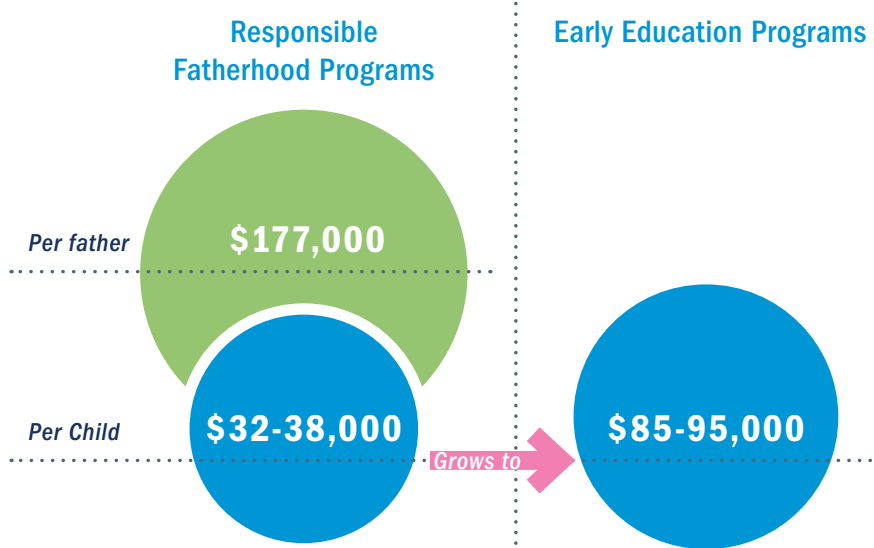 Responsible
Fatherhood Programs
Early Education Programs
Per father
$177,000
Per Child
$32-38,000
Grows to
$85-95,000